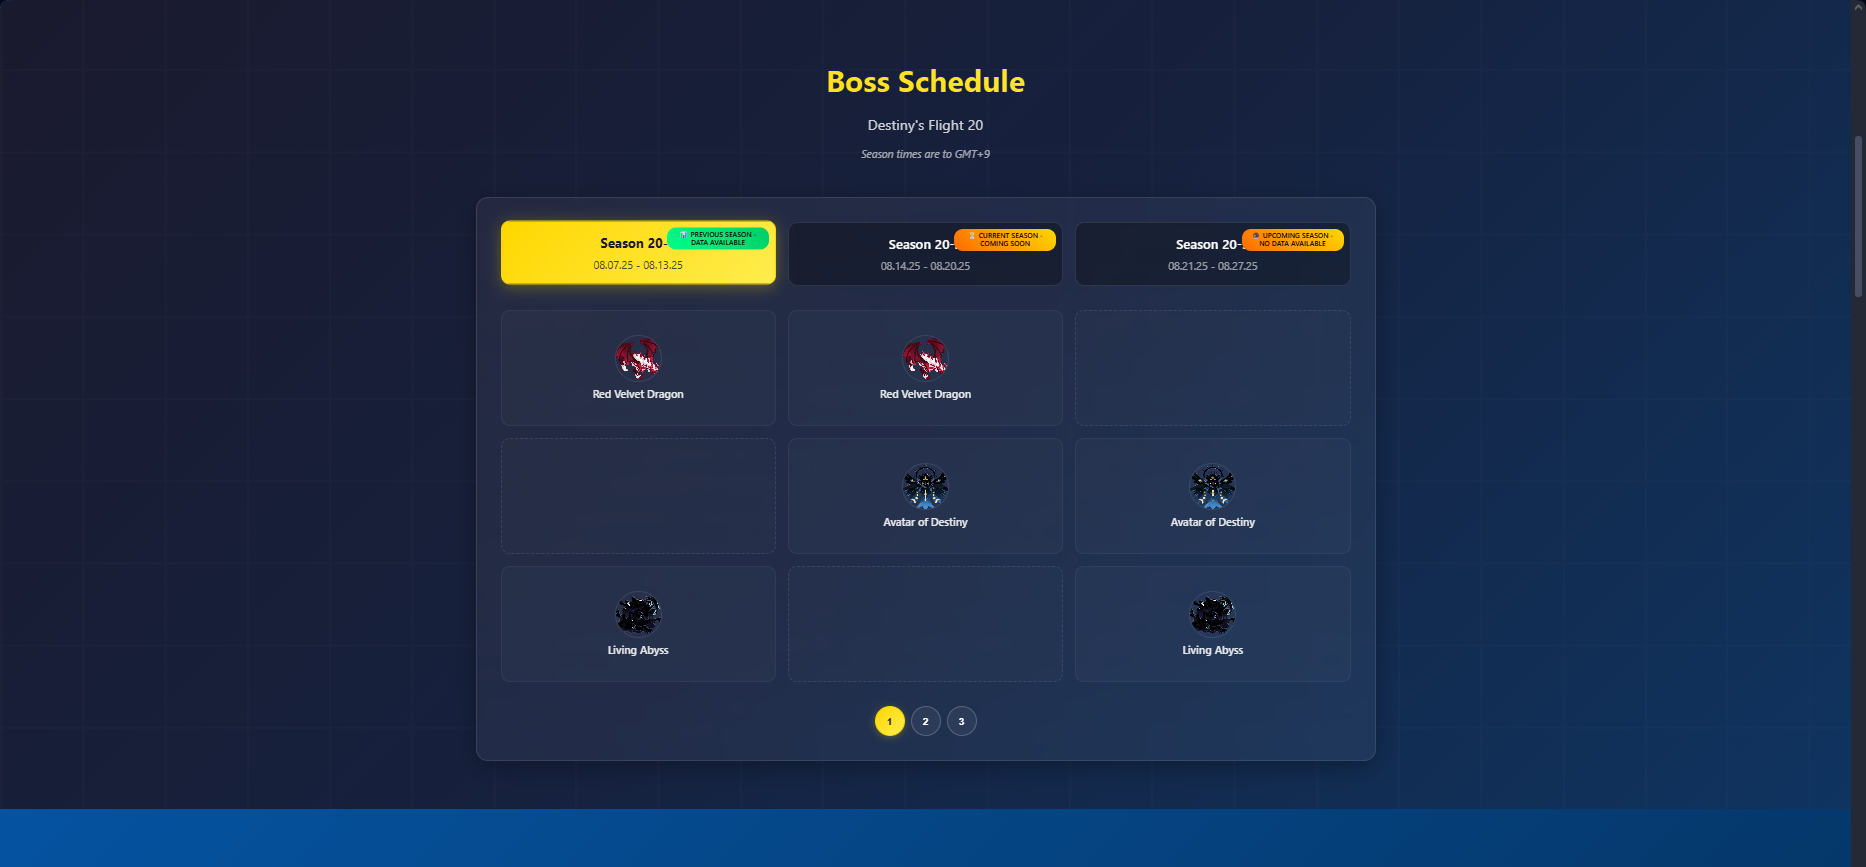 Boss Schedule
Destiny's Flight 20
Season times are to GMT+9
Season 20-
PREVIOUS SEASON -
DATA AVAILABLE
08.07.25 - 08.13.25
Season 20-
CURRENT SEASON -
COMING SOON
08.14.25 - 08.20.25
Season 20-
UPCOMING SEASON -
NO DATA AVAILABLE
08.21.25 - 08.27.25
Red Velvet Dragon
Red Velvet Dragon
Avatar of Destiny
Avatar of Destiny
Living Abyss
Living Abyss
1
2
3